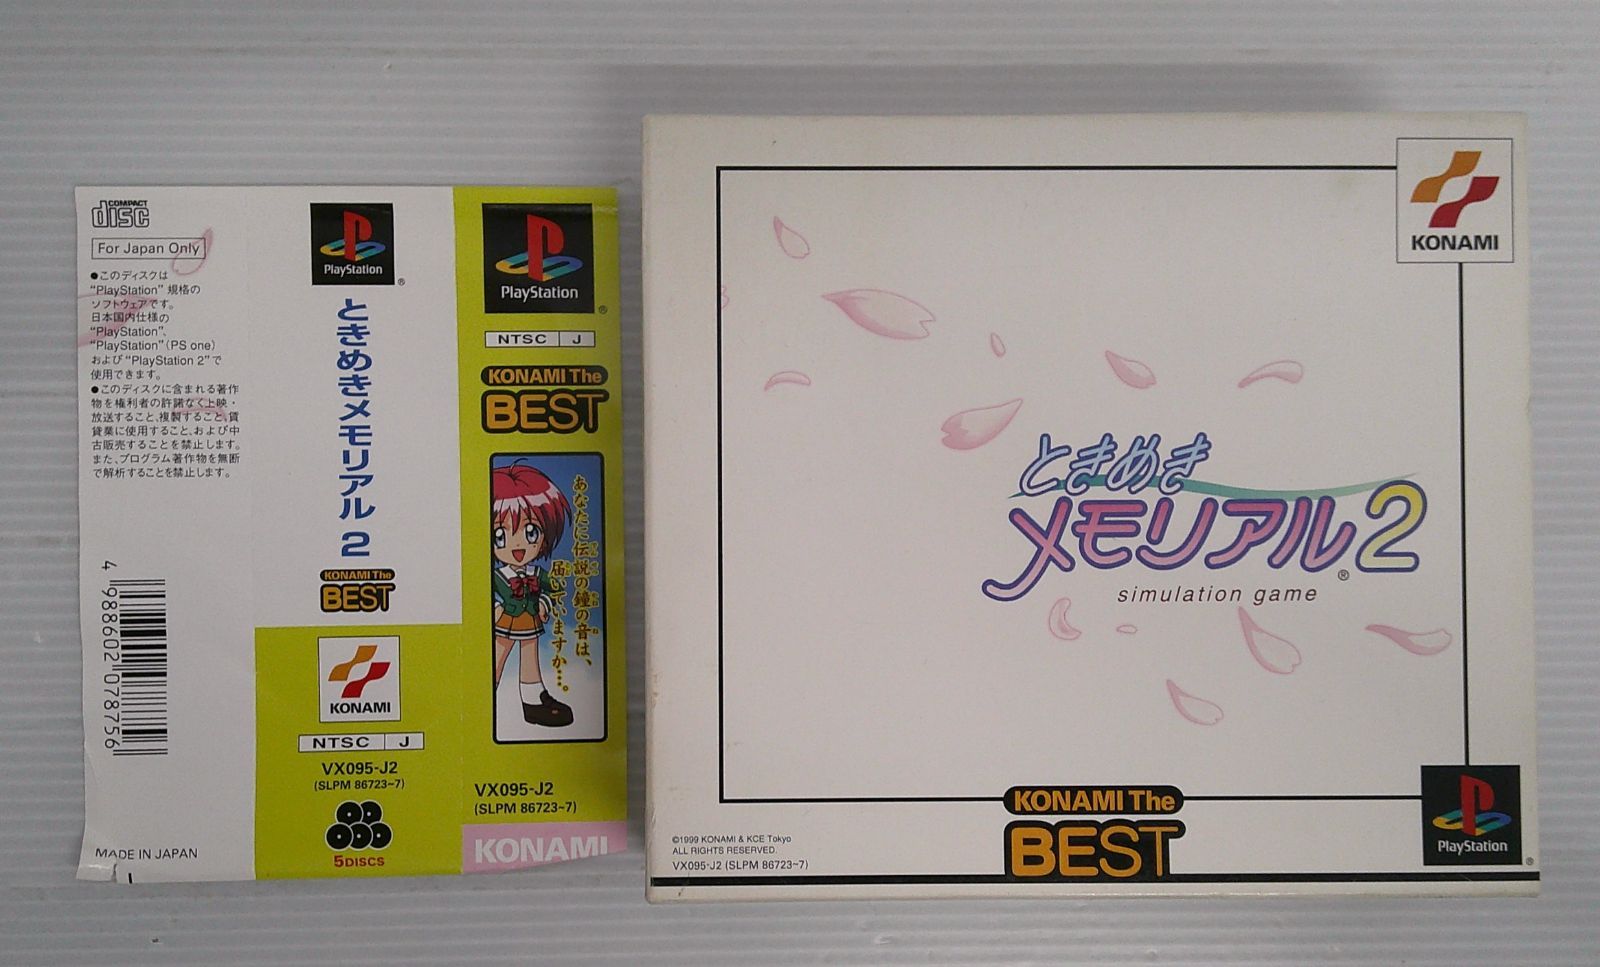 COMPACT
disc
For Japan Only
●このディスクは
“PlayStation” 規格の
ソフトウェアです。
日本国内仕様の
“PlayStation”、
“PlayStation”(PS one)
および“PlayStation 2”で
使用できます。
●このディスクに含まれる著作
物を権利者の許諾なく上映・
放送すること、複製すること、賃
貸業に使用すること、および中
古販売することを禁止します。
また、プログラム著作物を無断
で解析することを禁止します。
4 988602 078756
MADE IN JAPAN
PlayStation
®
ときめきメモリアル 2
KONAMI The
BEST
KONAMI
NTSC J
VX095-J2
(SLPM 86723~7)
5DISCS
PlayStation
®
NTSC J
KONAMI The
BEST
あなたに伝説の鐘の音は、
でんせつ かね ね
届いていますか……。
とど
VX095-J2
(SLPM 86723~7)
KONAMI
KONAMI
ときめき
メモリアル®2
simulation game
KONAMI The
BEST
©1999 KONAMI & KCE Tokyo
ALL RIGHTS RESERVED.
VX095-J2 (SLPM 86723~7)
PlayStation
®